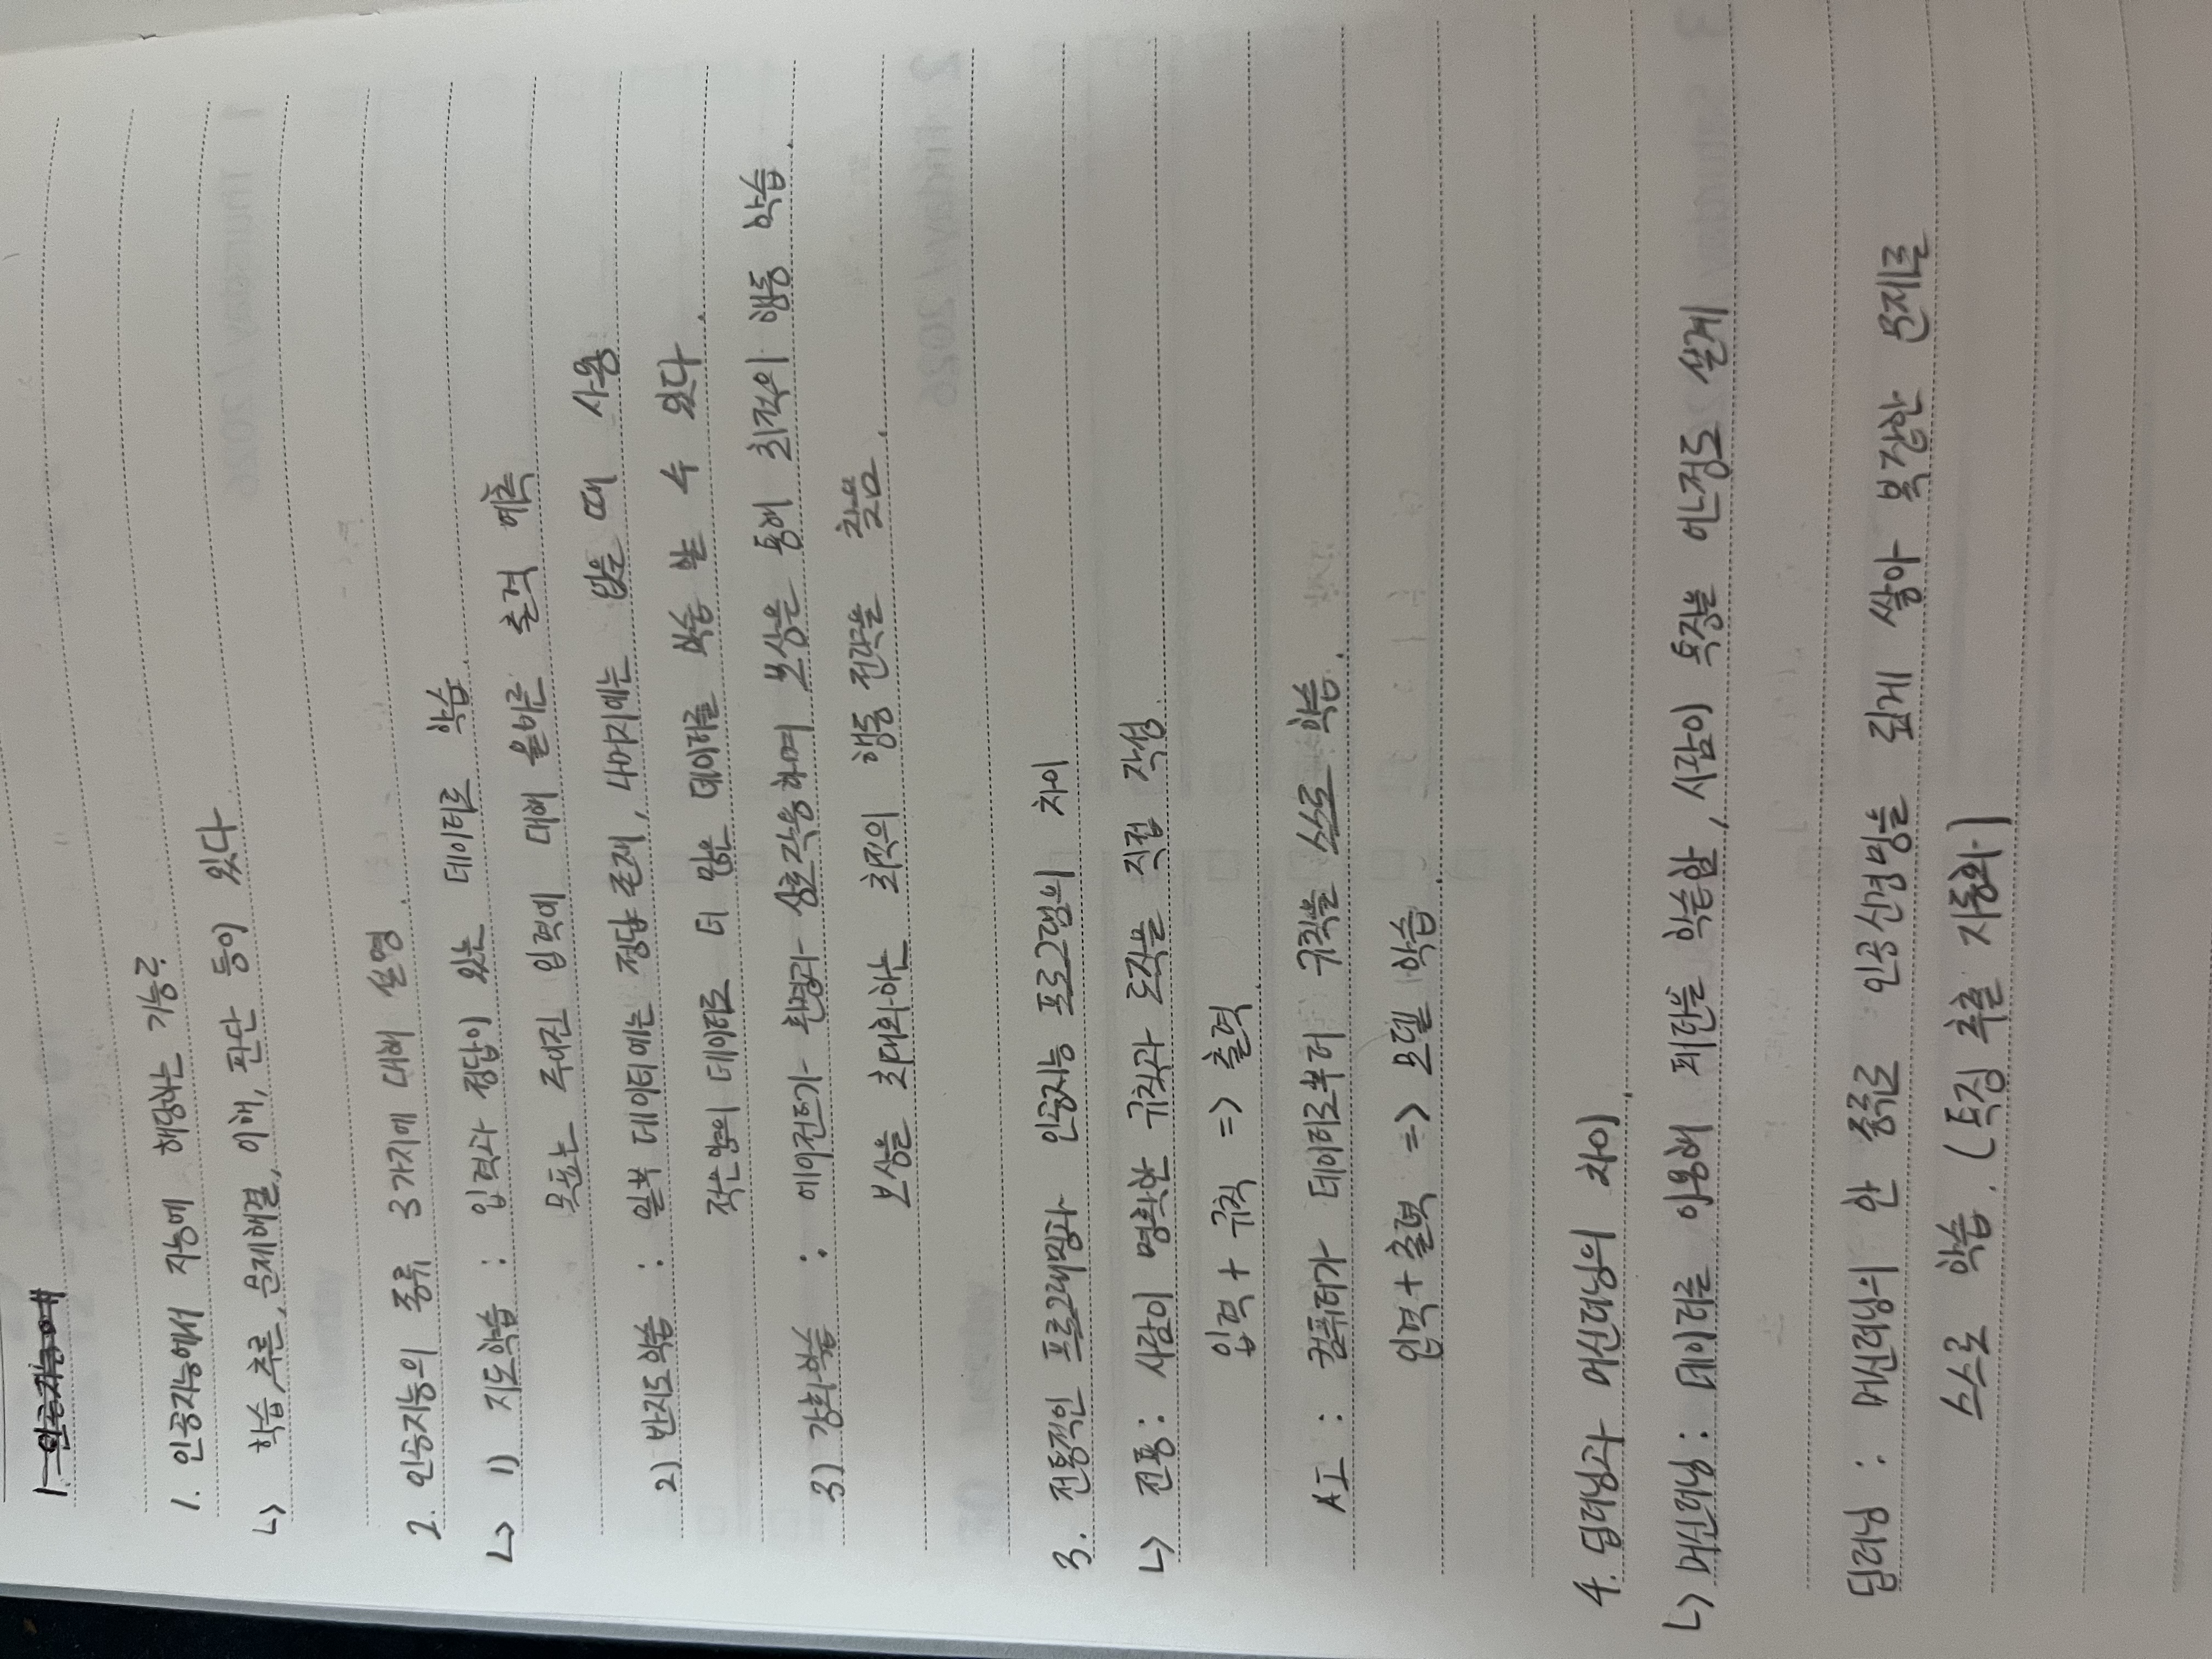 1. 인공지능에
1. 인공지능에서 지능에 해당하는 기능?
↳ 학습, 추론, 문제해결, 이해, 판단 등이 있다
2. 인공지능의 종류 3가지에 대해 설명.
↳ 1) 지도학습 : 입력과 정답이 있는 데이터로 학습.
목표는 주어진 입력에 대해 올바른 출력 예측
2) 반지도학습 : 일부 데이터에는 정답 존재, 나머지에는 없을 때 사용
적은양의 데이터로 더 많은 데이터를 학습 할 수 있다.
3) 강화학습 : 에이전트가 환경과 상호작용하며 보상을 통해 최적의 행동 학습.
보상을 최대화하는 최적의 행동 전략을 찾음.
3. 전통적인 프로그래밍과 인공지능 프로그램의 차이
↳ 전통 : 사람이 명확한 규칙과 동작을 직접 작성.
입력 + 규칙 => 출력.
AI : 컴퓨터가 데이터로부터 규칙을 스스로 학습.
입력 + 출력 => 모델 학습.
4. 딥러닝과 머신러닝의 차이.
↳ 머신러닝 : 데이터를 이용해 패턴을 학습함, 사람이 특징을 어느정도 설계
딥러닝 : 머신러닝의 한 종류로 인공신경망을 깊게 쌓아 복잡한 문제를
스스로 학습. (특징 추출 자동화)